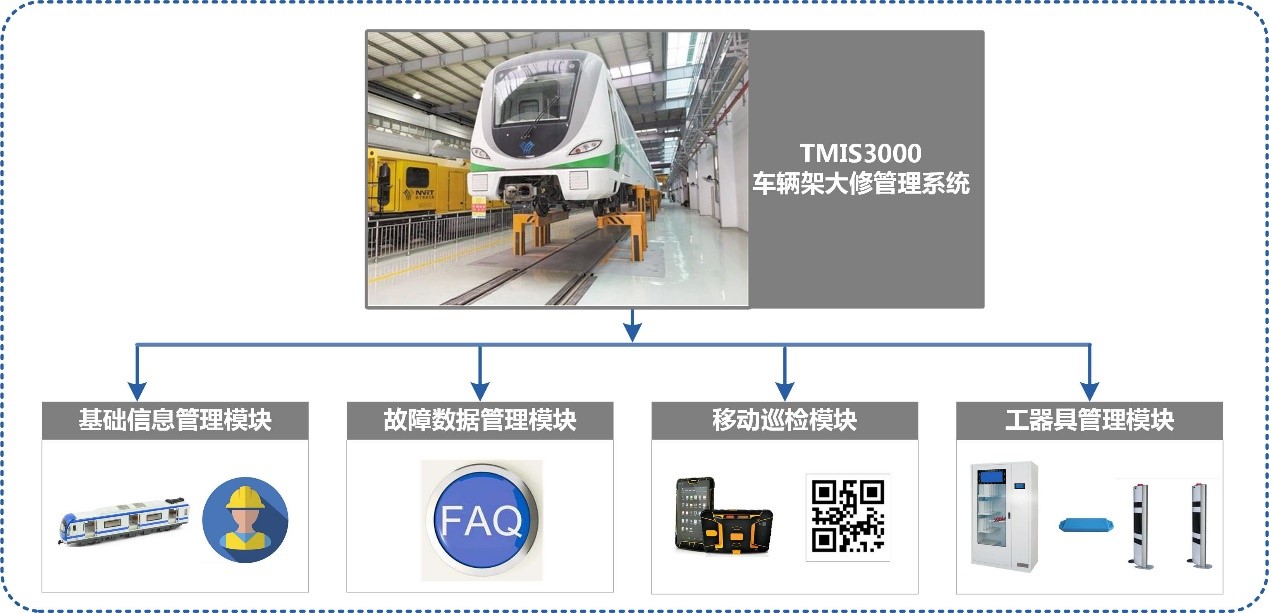 NNRT
TMIS3000
车辆架大修管理系统
基础信息管理模块
故障数据管理模块
移动巡检模块
工器具管理模块
FAQ